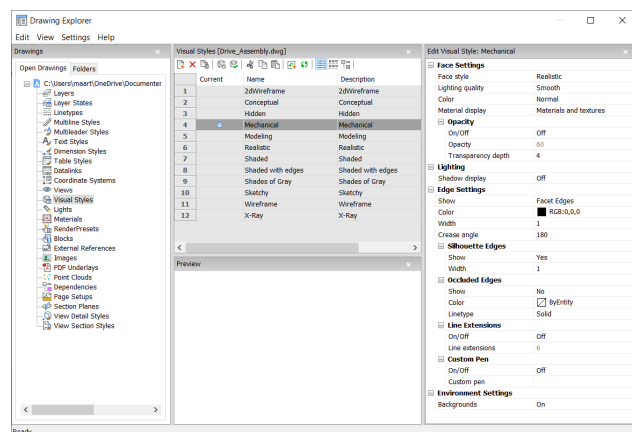 Drawing Explorer
Edit View Settings Help
Drawings
Open Drawings Folders
C:\Users\maart\OneDrive\Documenter
Layers
Layer States
Linetypes
Multiline Styles
Multileader Styles
Text Styles
Dimension Styles
Table Styles
Datalinks
Coordinate Systems
Views
Visual Styles
Lights
Materials
RenderPresets
Blocks
External References
Images
PDF Underlays
Point Clouds
Dependencies
Page Setups
Section Planes
View Detail Styles
View Section Styles
Visual Styles [Drive_Assembly.dwg]
Current Name Description
1 2dWireframe 2dWireframe
2 Conceptual Conceptual
3 Hidden Hidden
4 Mechanical Mechanical
5 Modeling Modeling
6 Realistic Realistic
7 Shaded Shaded
8 Shaded with edges Shaded with edges
9 Shades of Gray Shades of Gray
10 Sketchy Sketchy
11 Wireframe Wireframe
12 X-Ray X-Ray
Preview
Edit Visual Style: Mechanical
Face Settings
Face style Realistic
Lighting quality Smooth
Color Normal
Material display Materials and textures
Opacity
On/Off Off
Opacity 60
Transparency depth 4
Lighting
Shadow display Off
Edge Settings
Show Facet Edges
Color RGB:0,0,0
Width 1
Crease angle 180
Silhouette Edges
Show Yes
Width 1
Occluded Edges
Show No
Color ByEntity
Linetype Solid
Line Extensions
On/Off Off
Line extensions 6
Custom Pen
On/Off Off
Custom pen
Environment Settings
Backgrounds On
Ready